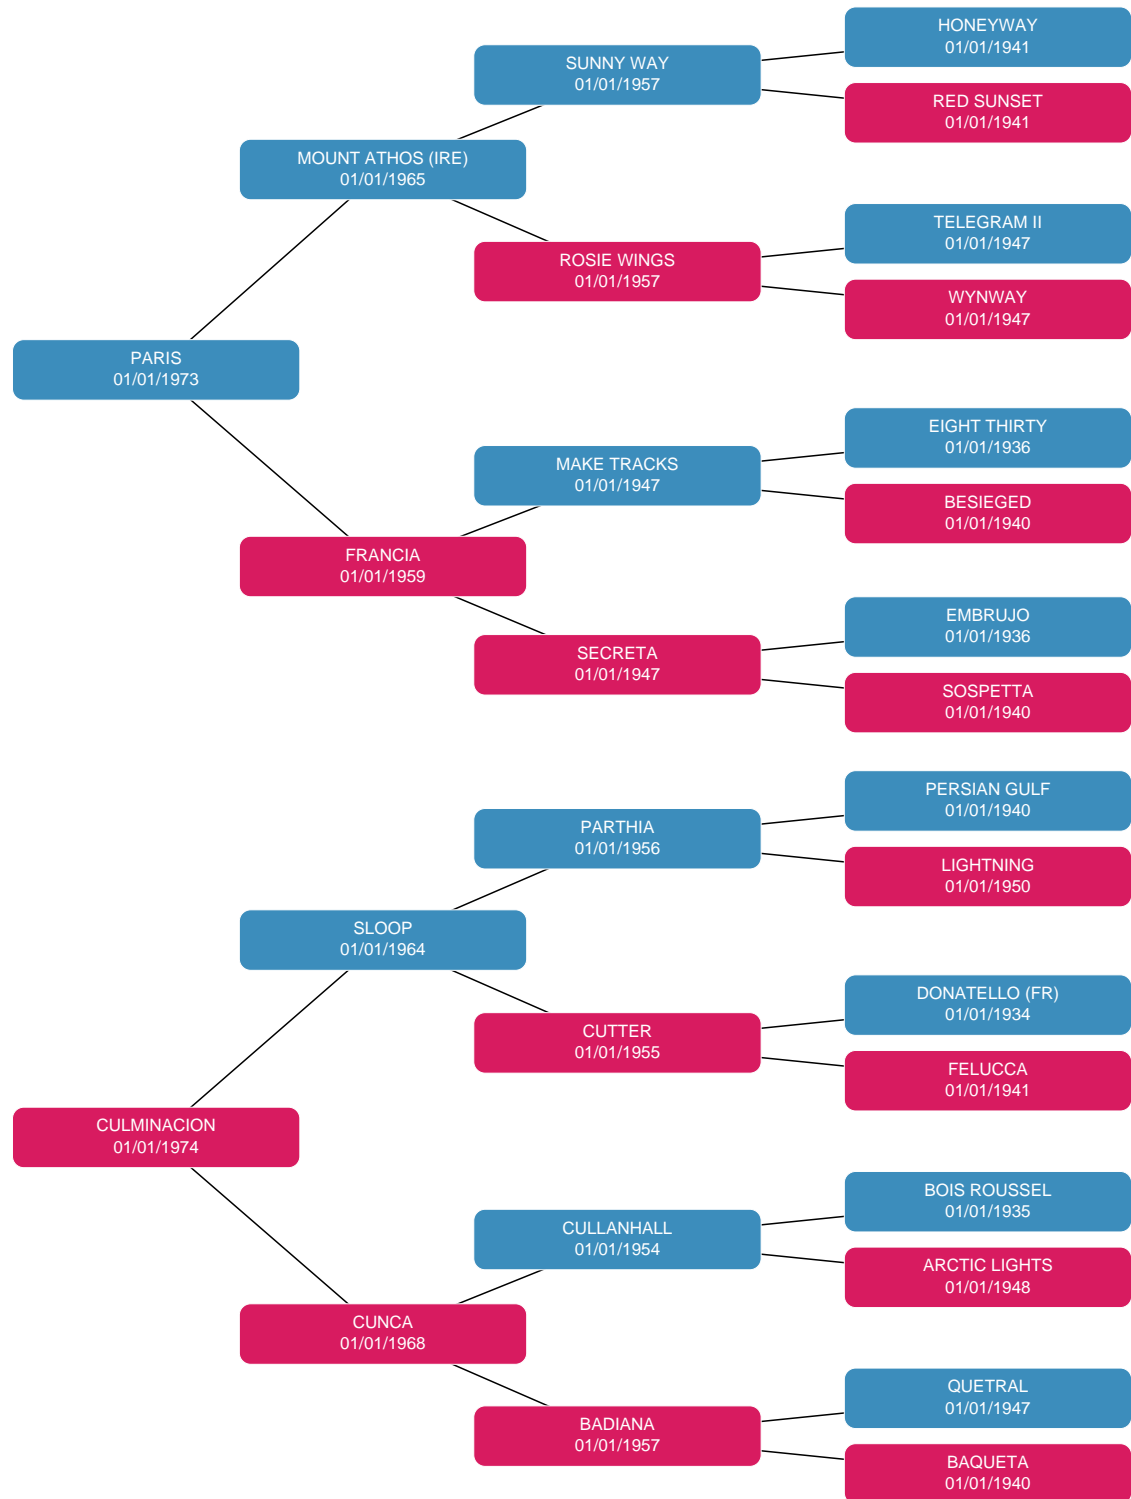 HONEYWAY
01/01/1941
SUNNY WAY
01/01/1957
RED SUNSET
01/01/1941
MOUNT ATHOS (IRE)
01/01/1965
TELEGRAM II
01/01/1947
ROSIE WINGS
01/01/1957
WYNWAY
01/01/1947
PARIS
01/01/1973
EIGHT THIRTY
01/01/1936
MAKE TRACKS
01/01/1947
BESIEGED
01/01/1940
FRANCIA
01/01/1959
EMBRUJO
01/01/1936
SECRETA
01/01/1947
SOSPETTA
01/01/1940
PERSIAN GULF
01/01/1940
PARTHIA
01/01/1956
LIGHTNING
01/01/1950
SLOOP
01/01/1964
DONATELLO (FR)
01/01/1934
CUTTER
01/01/1955
FELUCCA
01/01/1941
CULMINACION
01/01/1974
BOIS ROUSSEL
01/01/1935
CULLANHALL
01/01/1954
ARCTIC LIGHTS
01/01/1948
CUNCA
01/01/1968
QUETRAL
01/01/1947
BADIANA
01/01/1957
BAQUETA
01/01/1940